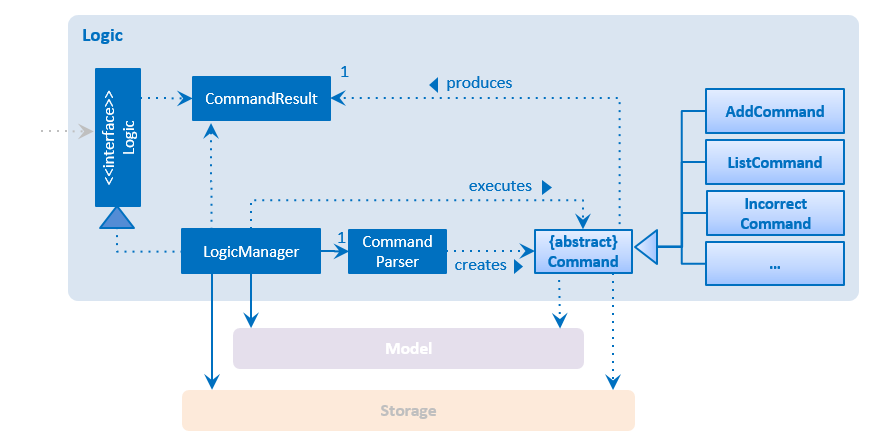 Logic
<<interface>>
Logic
CommandResult
1
produces
AddCommand
ListCommand
Incorrect
Command
...
executes
LogicManager
1
Command
Parser
creates
{abstract}
Command
Model
Storage